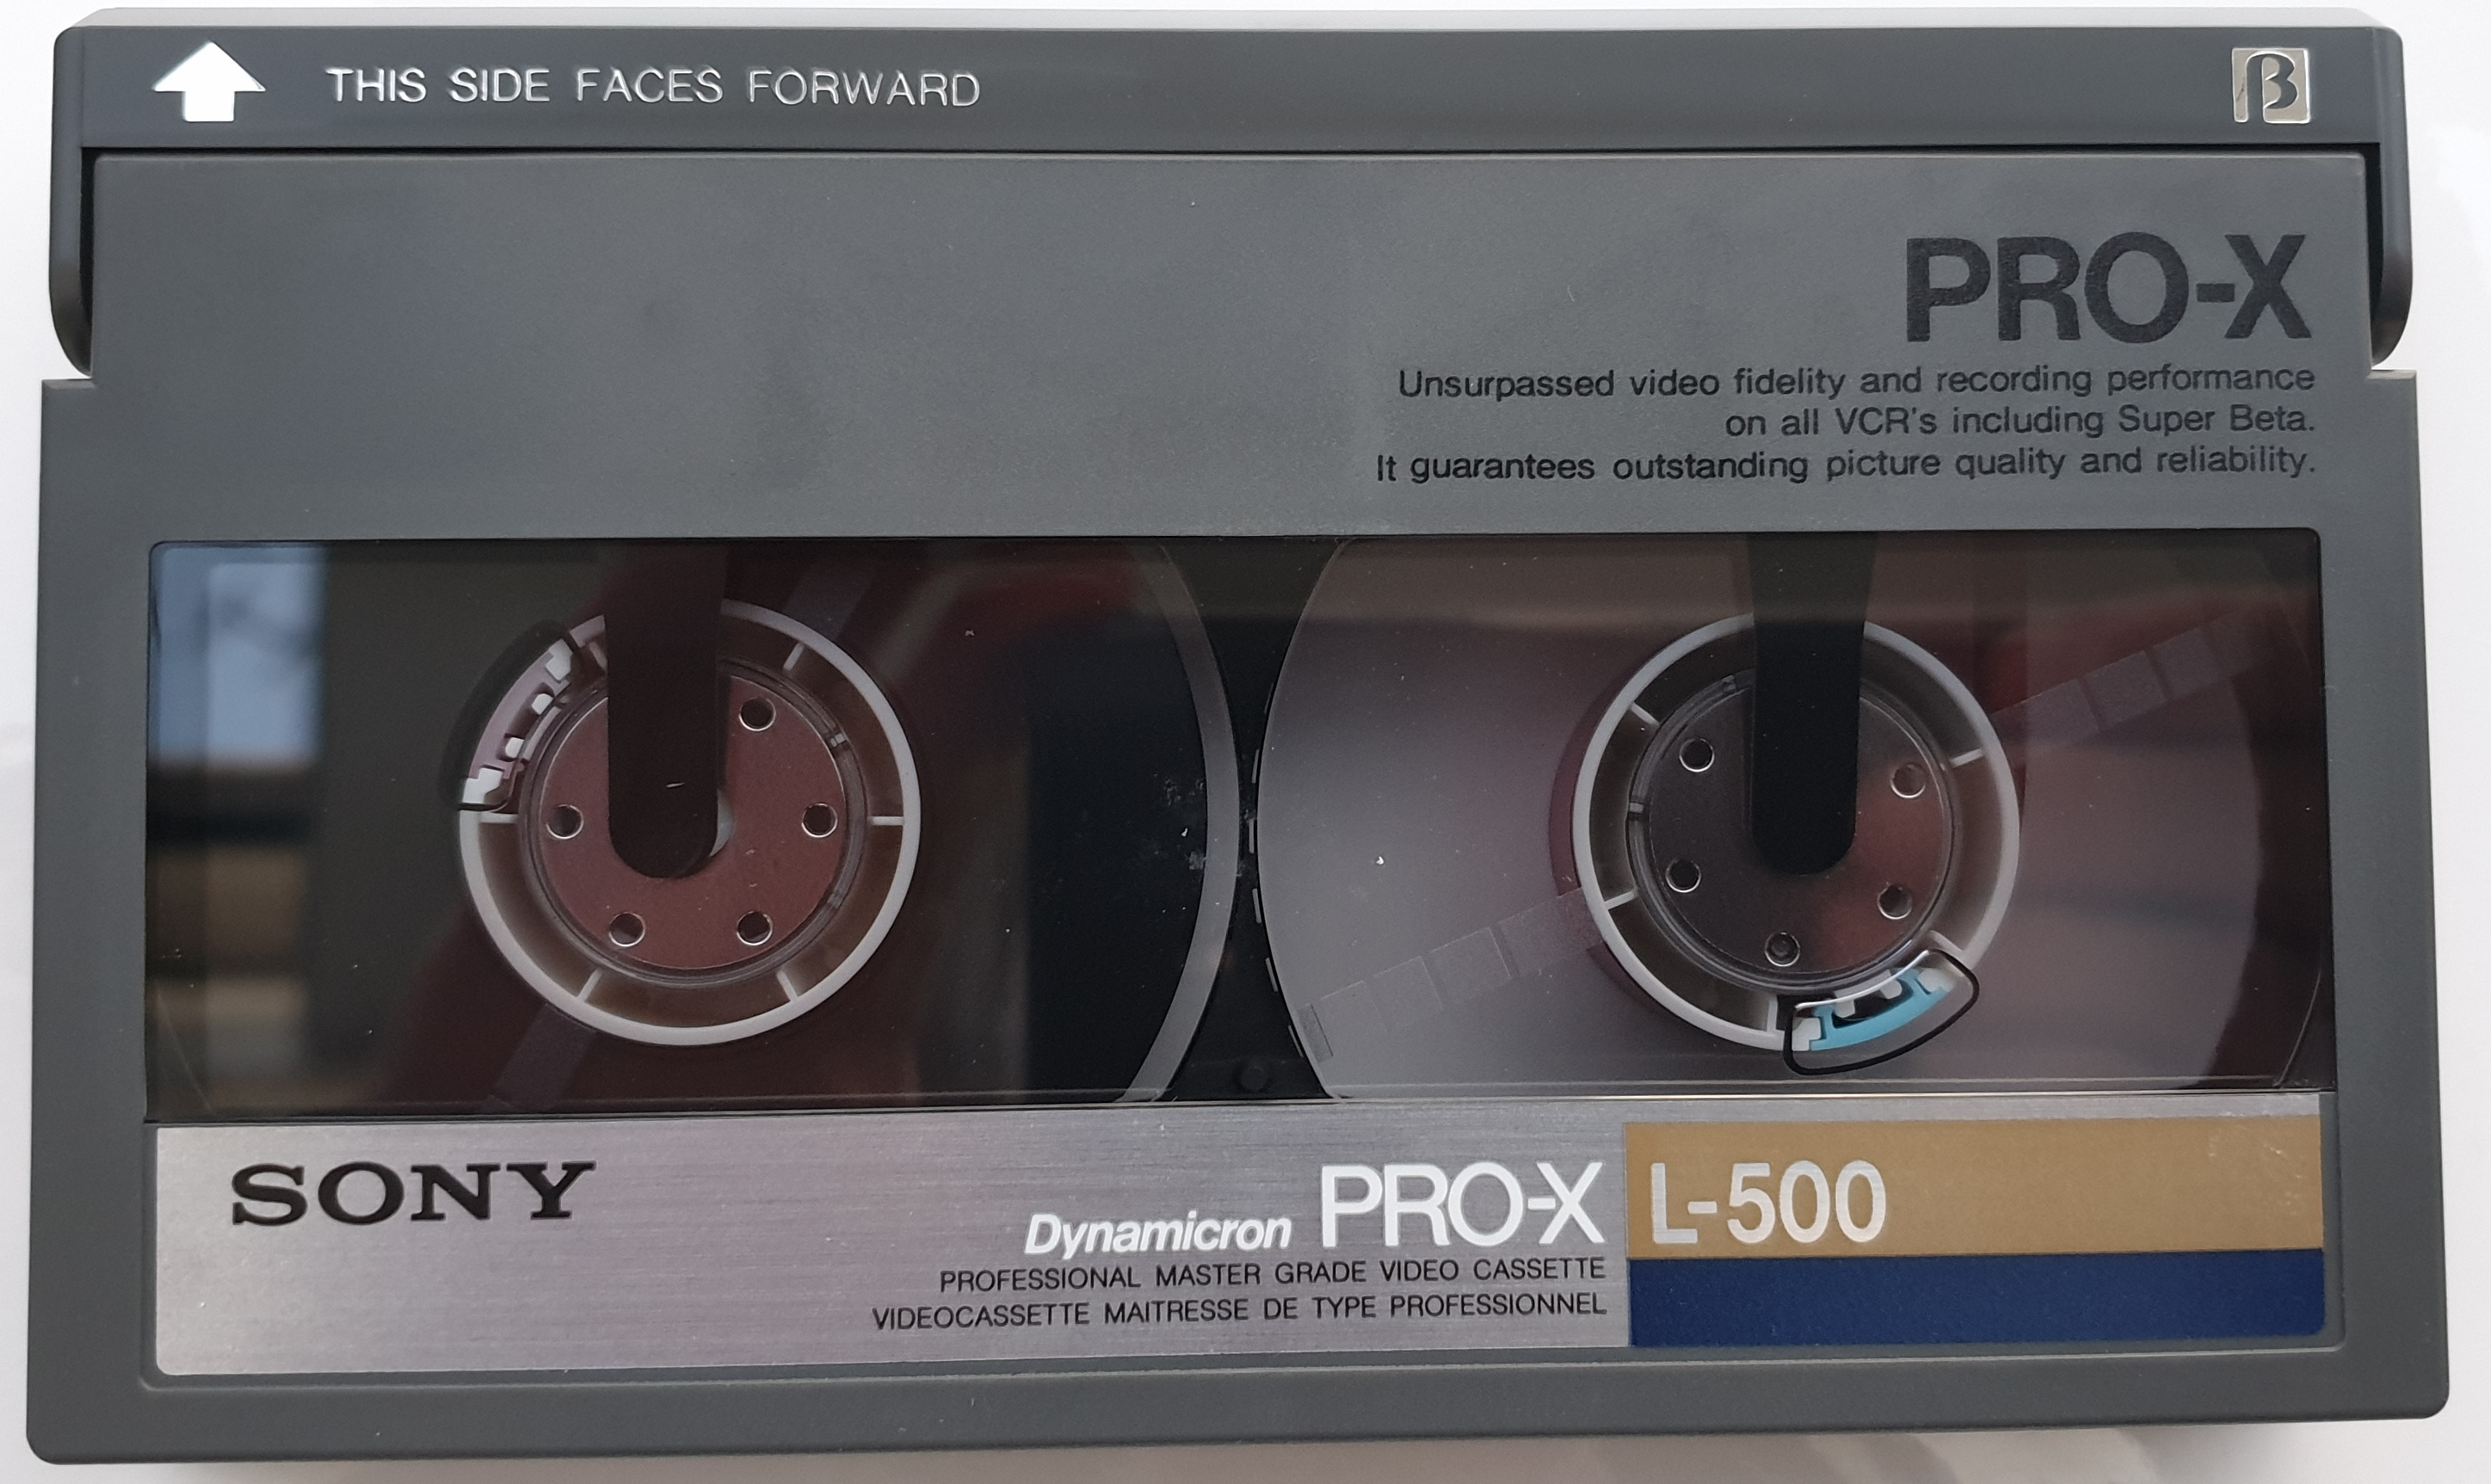 THIS SIDE FACES FORWARD
β
PRO-X
Unsurpassed video fidelity and recording performance
on all VCR's including Super Beta.
It guarantees outstanding picture quality and reliability.
SONY
Dynamicron PRO-X
L-500
PROFESSIONAL MASTER GRADE VIDEO CASSETTE
VIDEOCASSETTE MAITRESSE DE TYPE PROFESSIONNEL